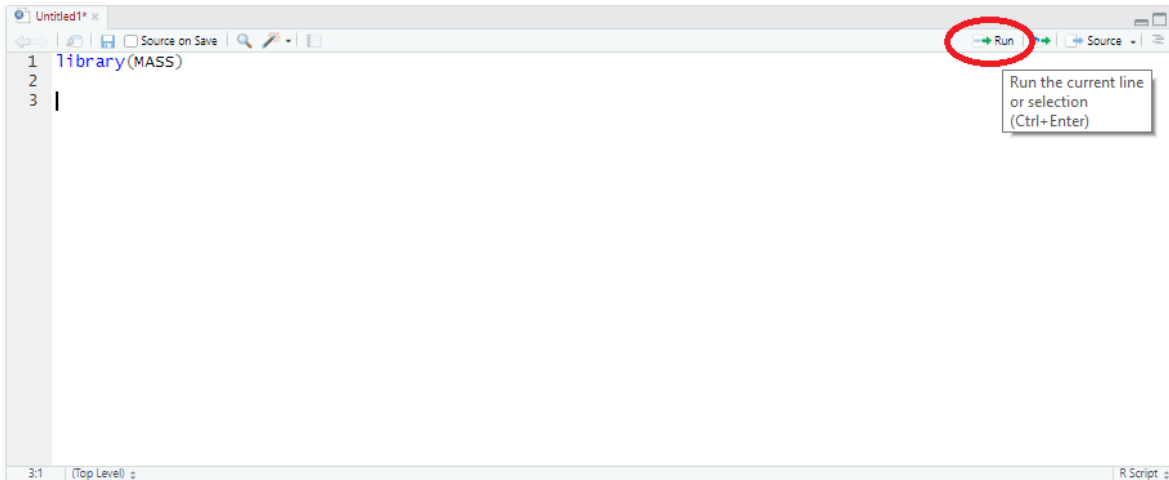 Untitled1*
Source on Save
Run
Source
1 library(MASS)
2
3
Run the current line
or selection
(Ctrl+Enter)
3:1 (Top Level) R Script